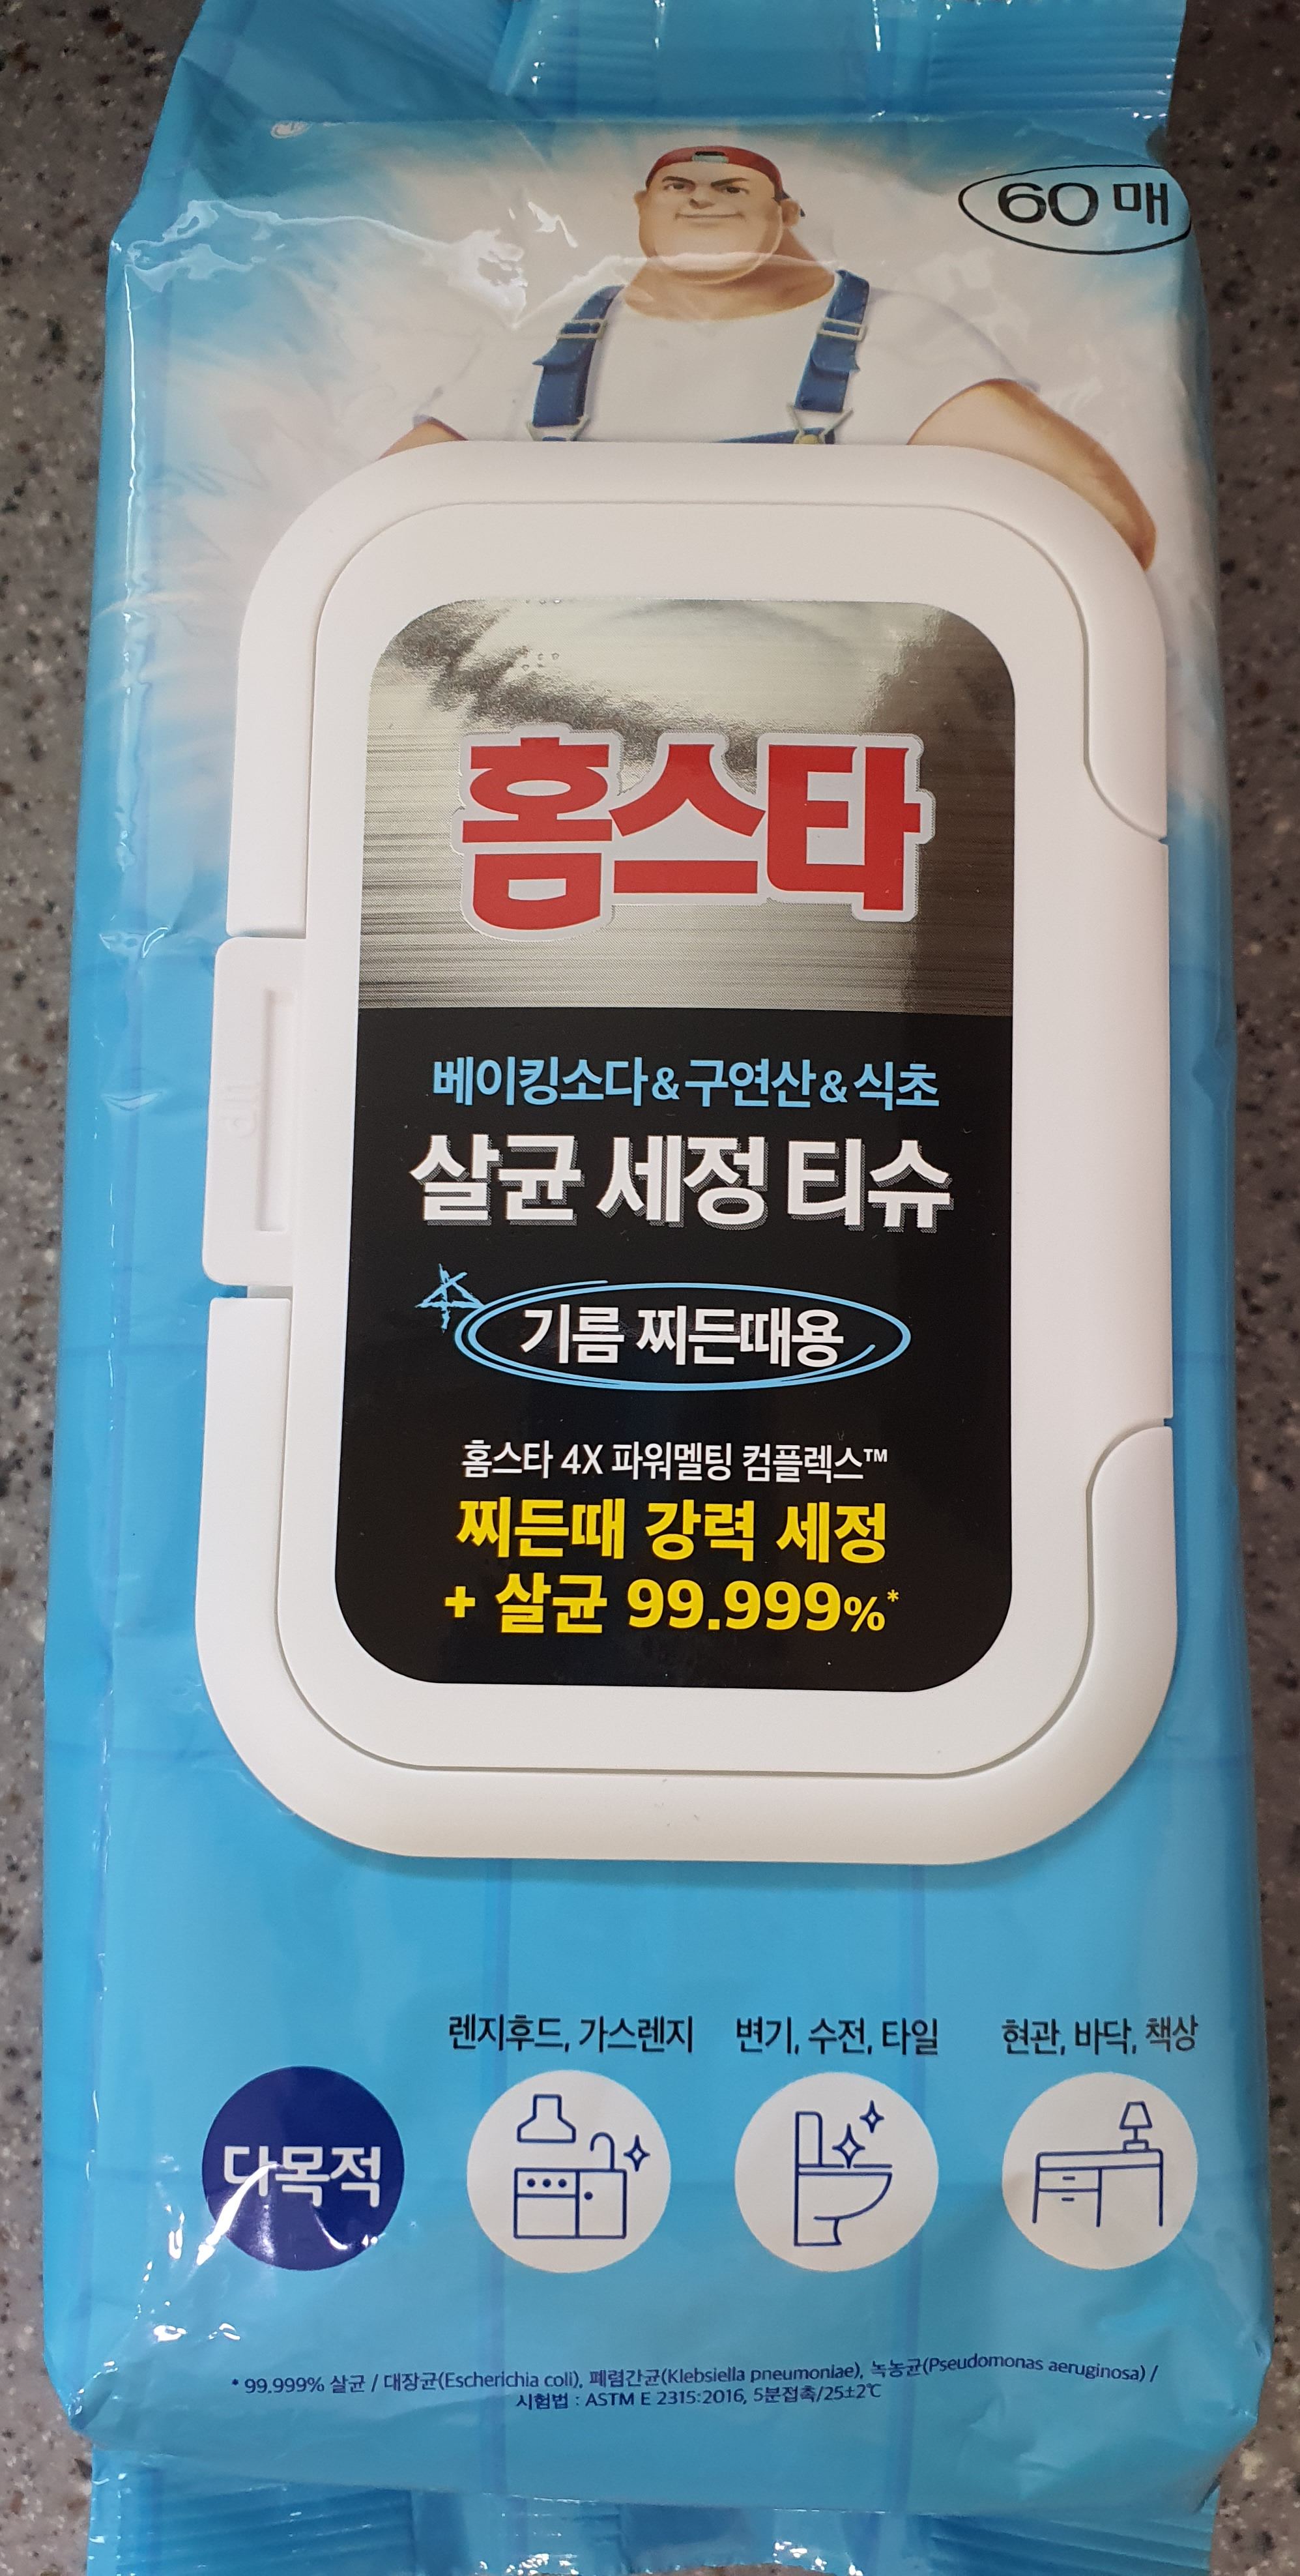 60매
홈스타
베이킹소다&구연산&식초
살균 세정 티슈
기름 찌든때용
홈스타 4X 파워멜팅 컴플렉스™
찌든때 강력 세정
+ 살균 99.999%*
다목적
렌지후드, 가스렌지
변기, 수전, 타일
현관, 바닥, 책상
* 99.999% 살균 / 대장균(Escherichia coli), 폐렴간균(Klebsiella pneumoniae), 녹농균(Pseudomonas aeruginosa) /
시험법 : ASTM E 2315:2016, 5분접촉/25±2℃